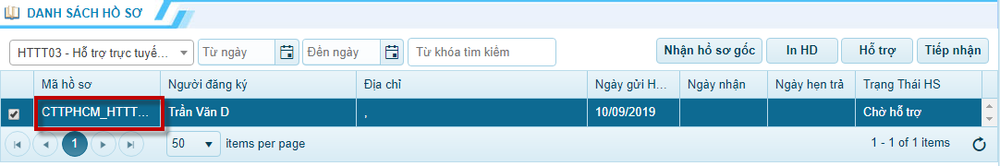 DANH SÁCH HỒ SƠ
HTTT03 - Hỗ trợ trực tuyế... Từ ngày Đến ngày Từ khóa tìm kiếm Nhận hồ sơ gốc In HD Hỗ trợ Tiếp nhận
Mã hồ sơ Người đăng ký Địa chỉ Ngày gửi H... Ngày nhận Ngày hẹn trả Trạng Thái HS
CTTPHCM_HTTT... Trần Văn D , 10/09/2019 Chờ hỗ trợ
1 50 items per page 1 - 1 of 1 items